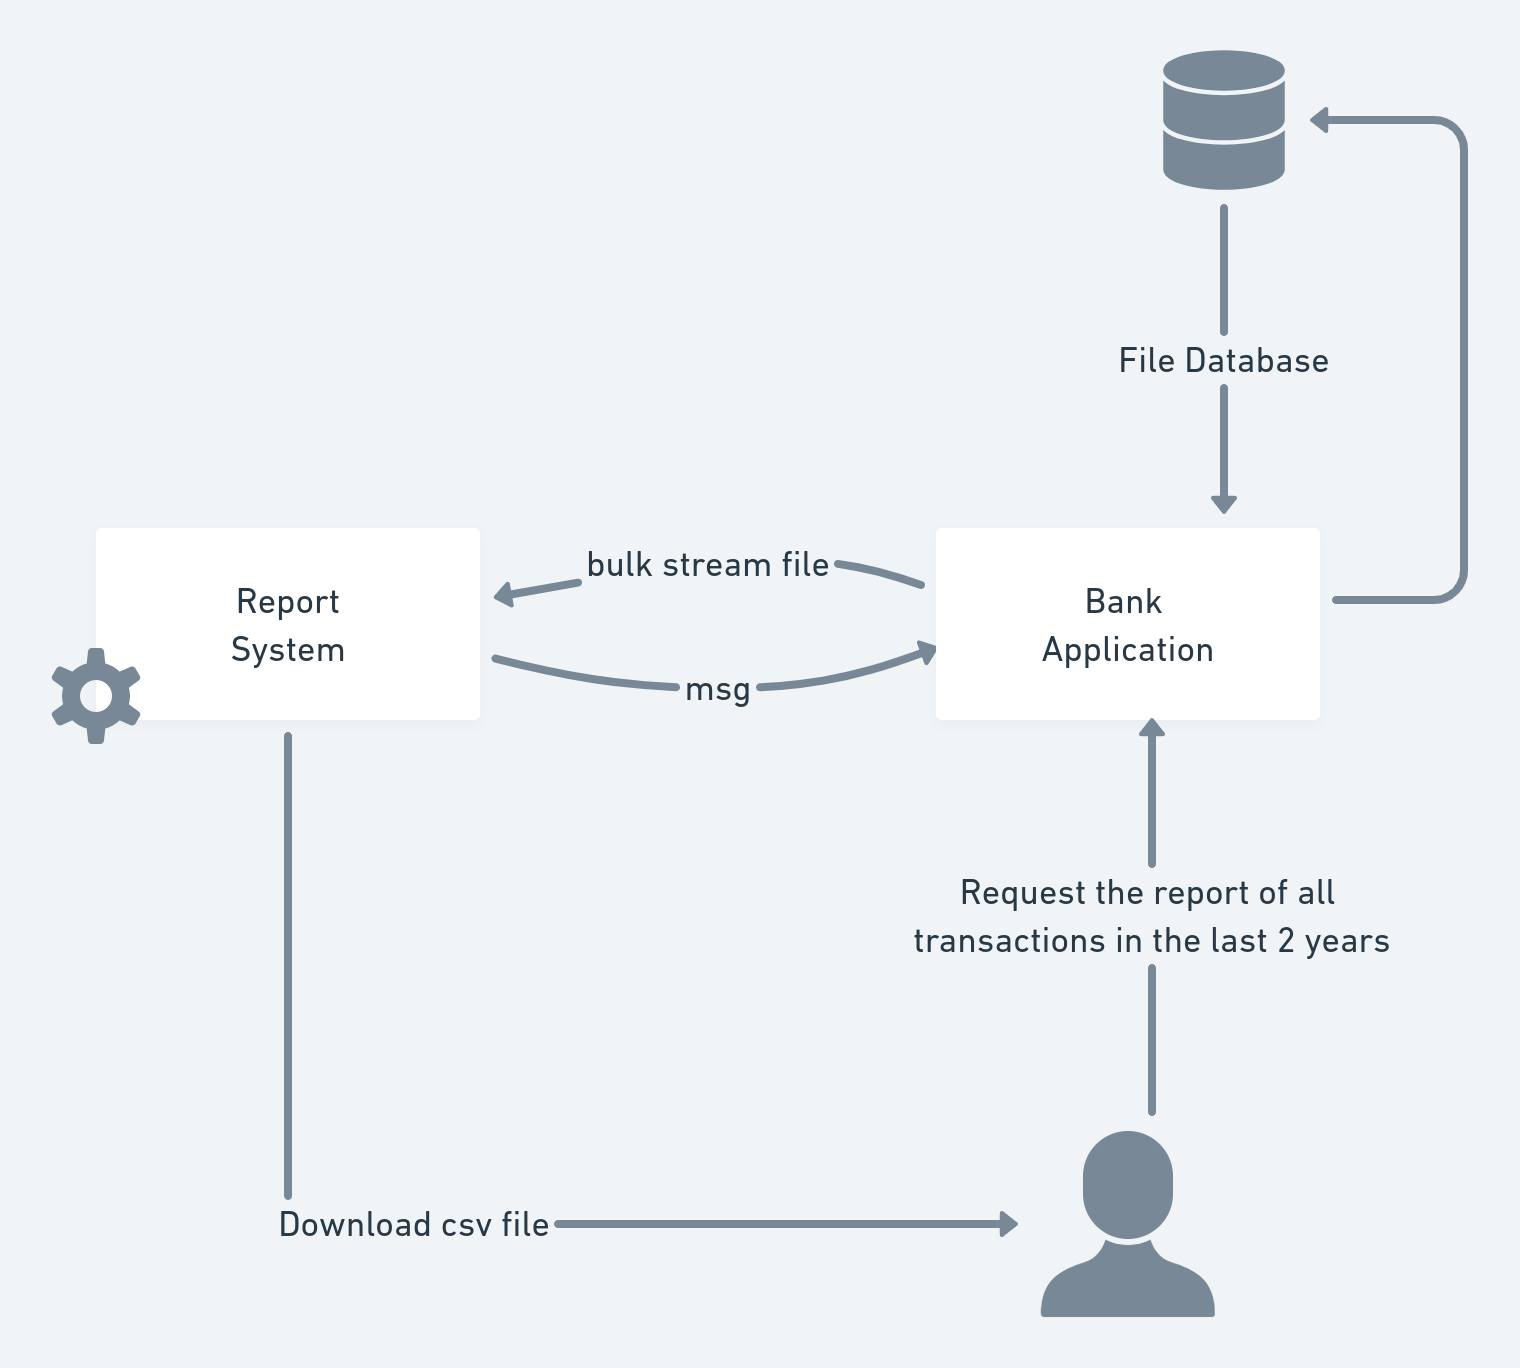 File Database
bulk stream file
Report
System
Bank
Application
msg
Request the report of all
transactions in the last 2 years
Download csv file